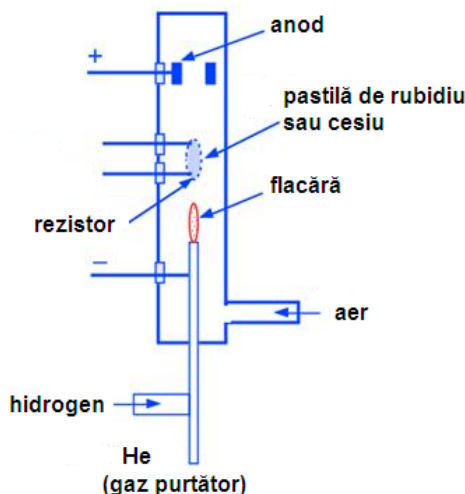 anod
+
pastilă de rubidiu
sau cesiu
flacără
rezistor
−
aer
hidrogen
He
(gaz purtător)